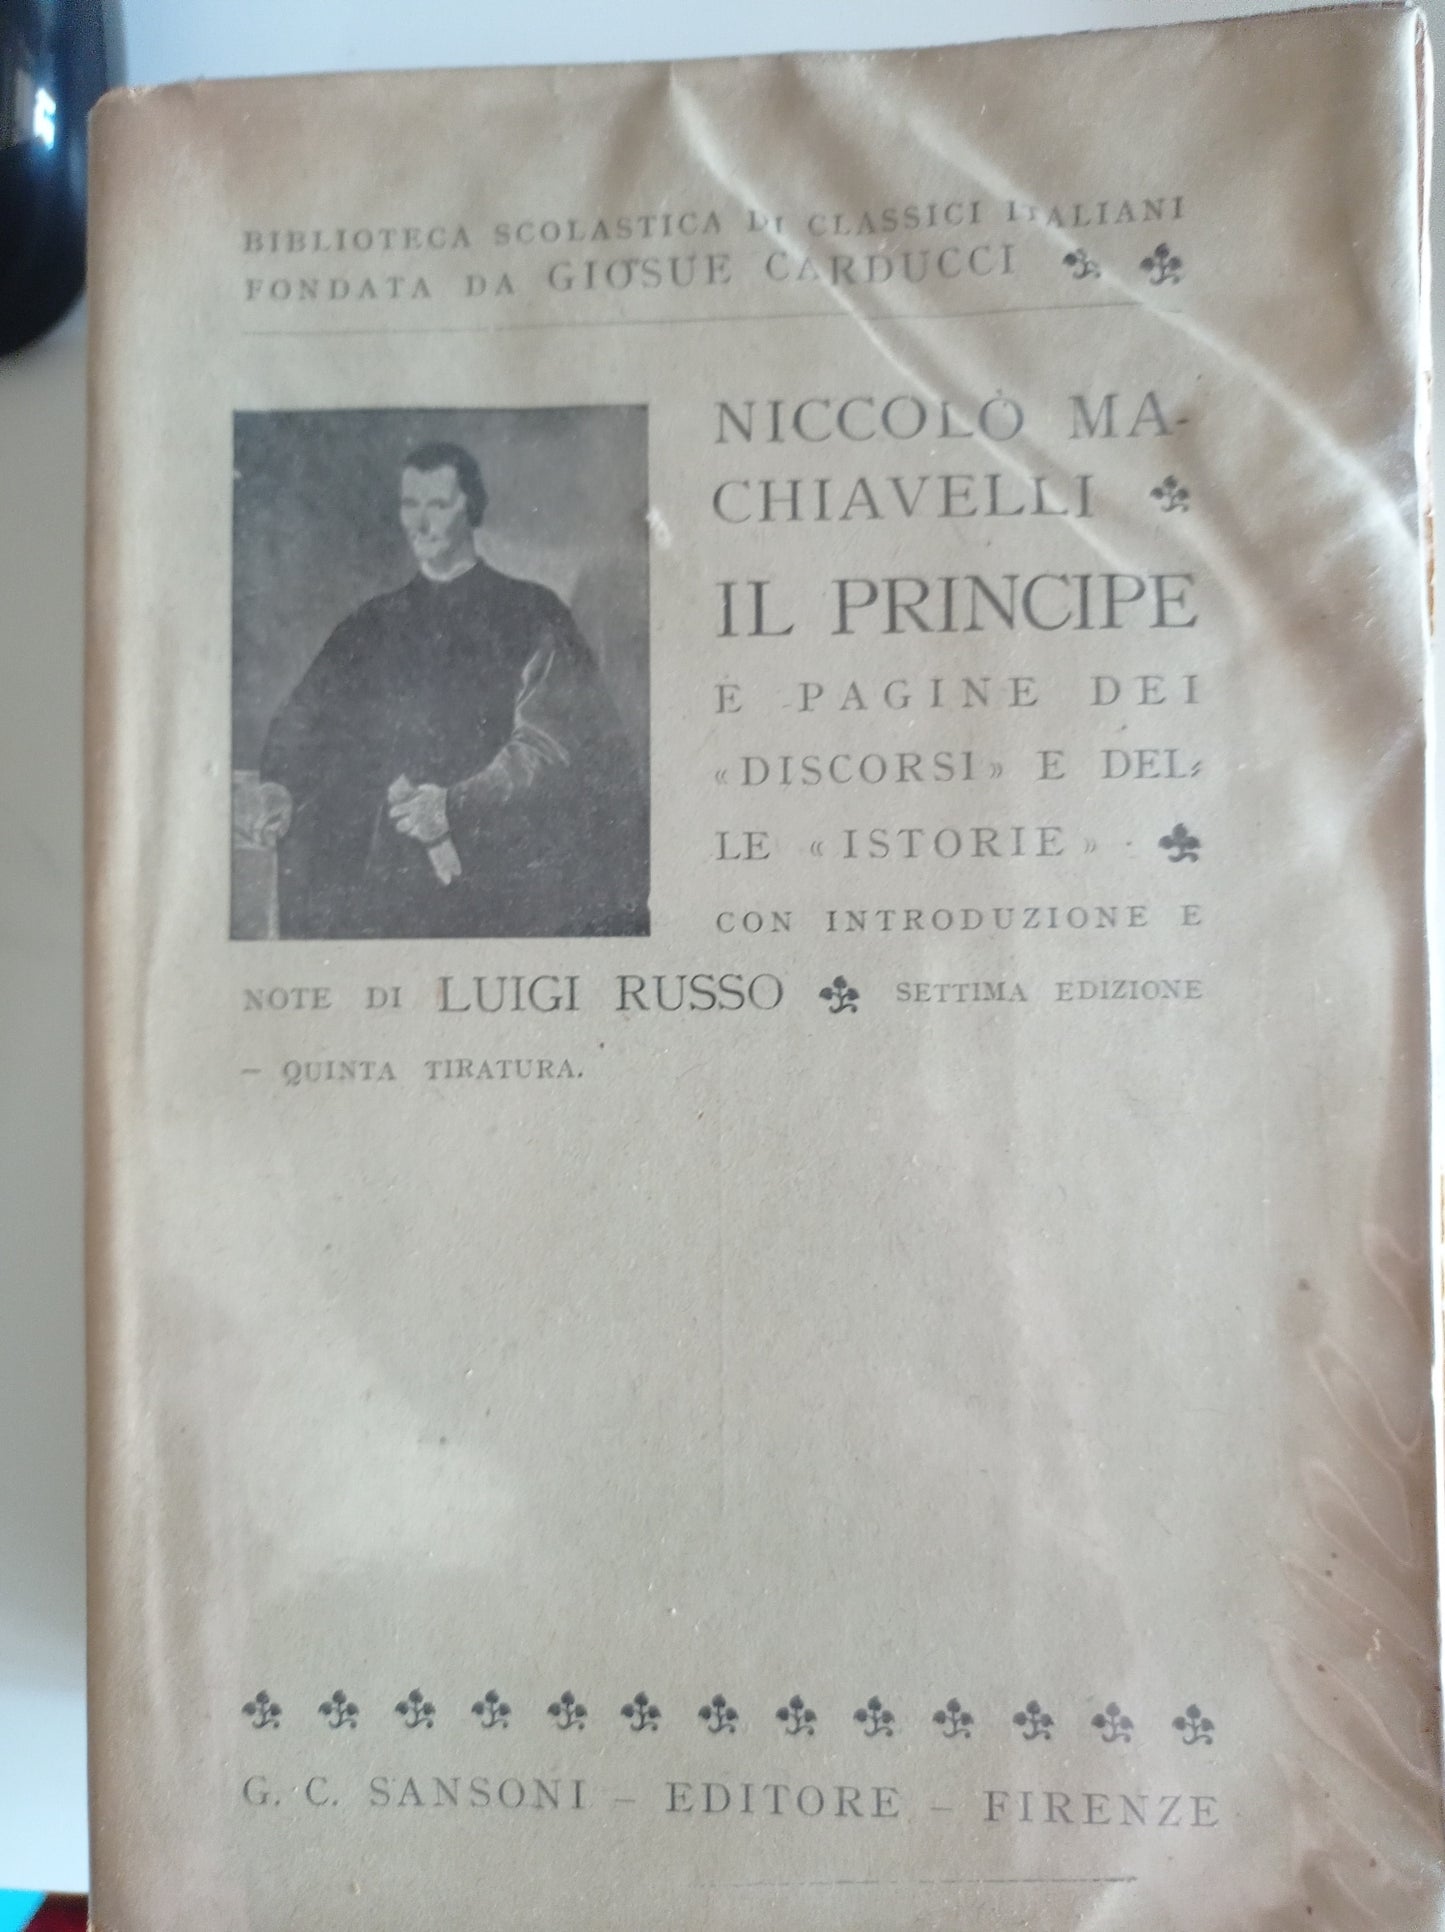 BIBLIOTECA SCOLASTICA DI CLASSICI ITALIANI
FONDATA DA GIOSUE CARDUCCI
NICCOLÒ MA-
CHIAVELLI
IL PRINCIPE
E PAGINE DEI
«DISCORSI» E DEL-
LE «ISTORIE»
CON INTRODUZIONE E
NOTE DI LUIGI RUSSO SETTIMA EDIZIONE
– QUINTA TIRATURA.
G. C. SANSONI – EDITORE – FIRENZE